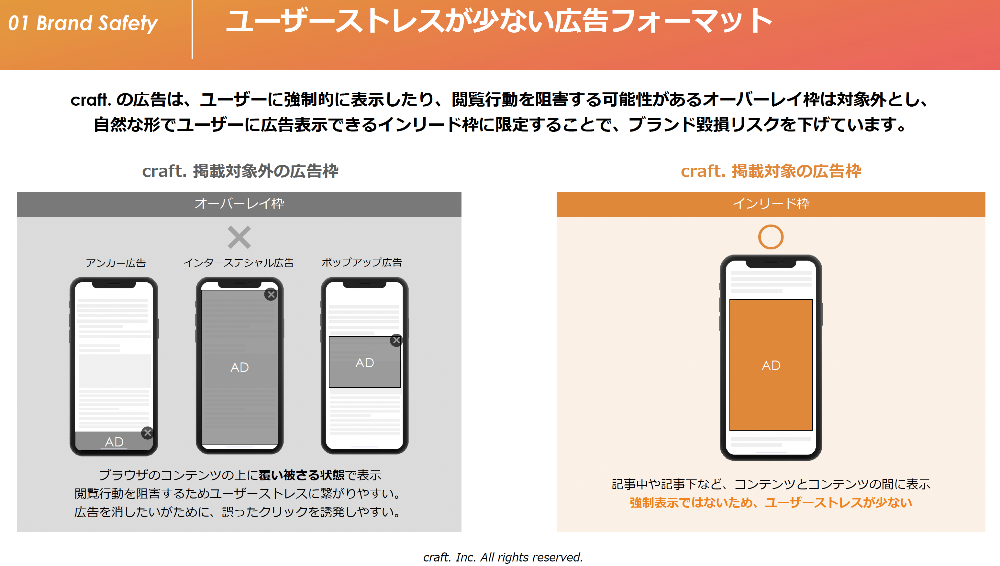 01 Brand Safety
ユーザーストレスが少ない広告フォーマット
craft. の広告は、ユーザーに強制的に表示したり、閲覧行動を阻害する可能性があるオーバーレイ枠は対象外とし、
自然な形でユーザーに広告表示できるインリード枠に限定することで、ブランド毀損リスクを下げています。
craft. 掲載対象外の広告枠
オーバーレイ枠
アンカー広告
インターステシャル広告
ポップアップ広告
AD
AD
AD
ブラウザのコンテンツの上に覆い被さる状態で表示
閲覧行動を阻害するためユーザーストレスに繋がりやすい。
広告を消したいがために、誤ったクリックを誘発しやすい。
craft. 掲載対象の広告枠
インリード枠
AD
記事中や記事下など、コンテンツとコンテンツの間に表示
強制表示ではないため、ユーザーストレスが少ない
craft. Inc. All rights reserved.